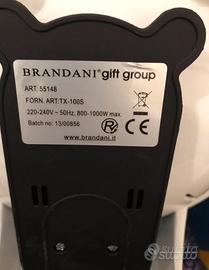 BRANDANI® gift group
ART. 55148
FORN. ART:TX-100S
220-240V ~ 50Hz, 800-1000W max.
Batch no: 13/00856
www.brandani.it
subito